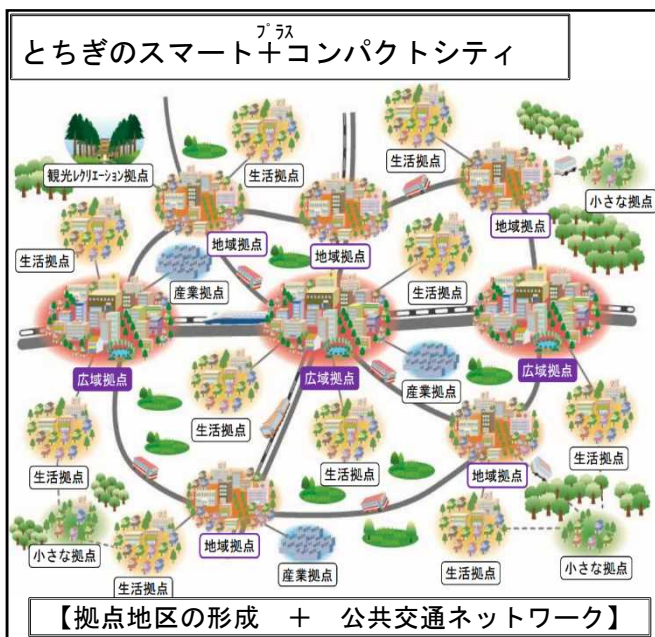 プラス
とちぎのスマート＋コンパクトシティ
観光レクリエーション拠点
生活拠点
生活拠点
小さな拠点
地域拠点
地域拠点
地域拠点
生活拠点
産業拠点
生活拠点
広域拠点
広域拠点
広域拠点
産業拠点
生活拠点
生活拠点
生活拠点
生活拠点
地域拠点
小さな拠点
地域拠点
生活拠点
産業拠点
生活拠点
小さな拠点
【拠点地区の形成　＋　公共交通ネットワーク】